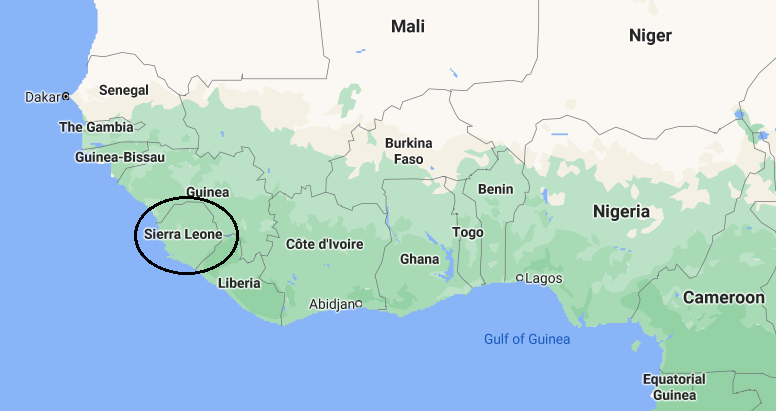 Mali
Niger
Senegal
Dakar
The Gambia
Guinea-Bissau
Burkina
Faso
Guinea
Benin
Nigeria
Sierra Leone
Togo
Côte d'Ivoire
Ghana
Liberia
Lagos
Abidjan
Cameroon
Gulf of Guinea
Equatorial
Guinea